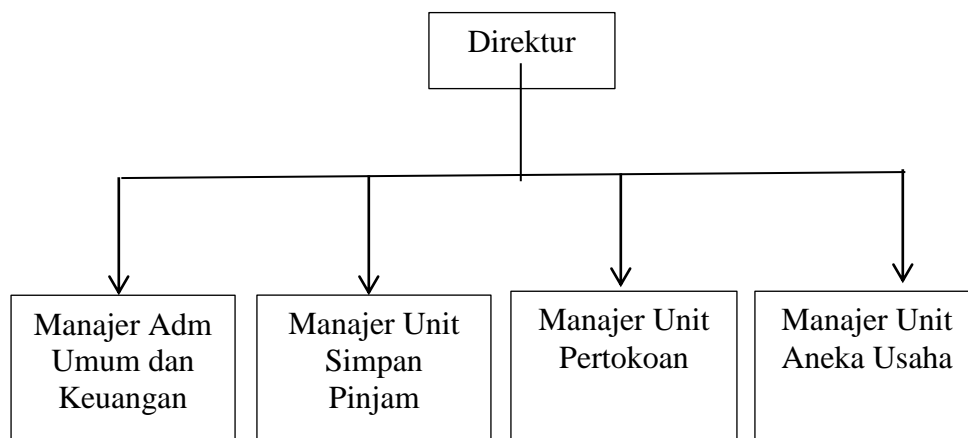 Direktur
Manajer Adm
Umum dan
Keuangan
Manajer Unit
Simpan
Pinjam
Manajer Unit
Pertokoan
Manajer Unit
Aneka Usaha